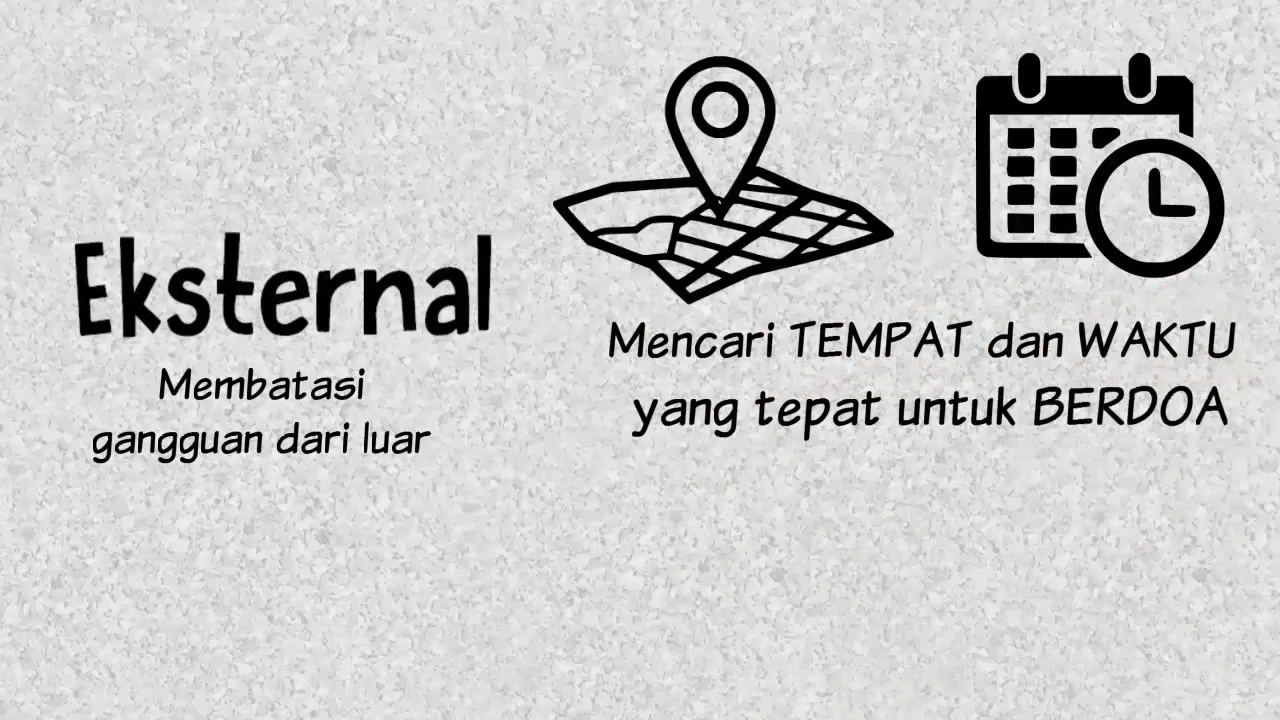 Eksternal
Membatasi
gangguan dari luar
Mencari TEMPAT dan WAKTU
yang tepat untuk BERDOA